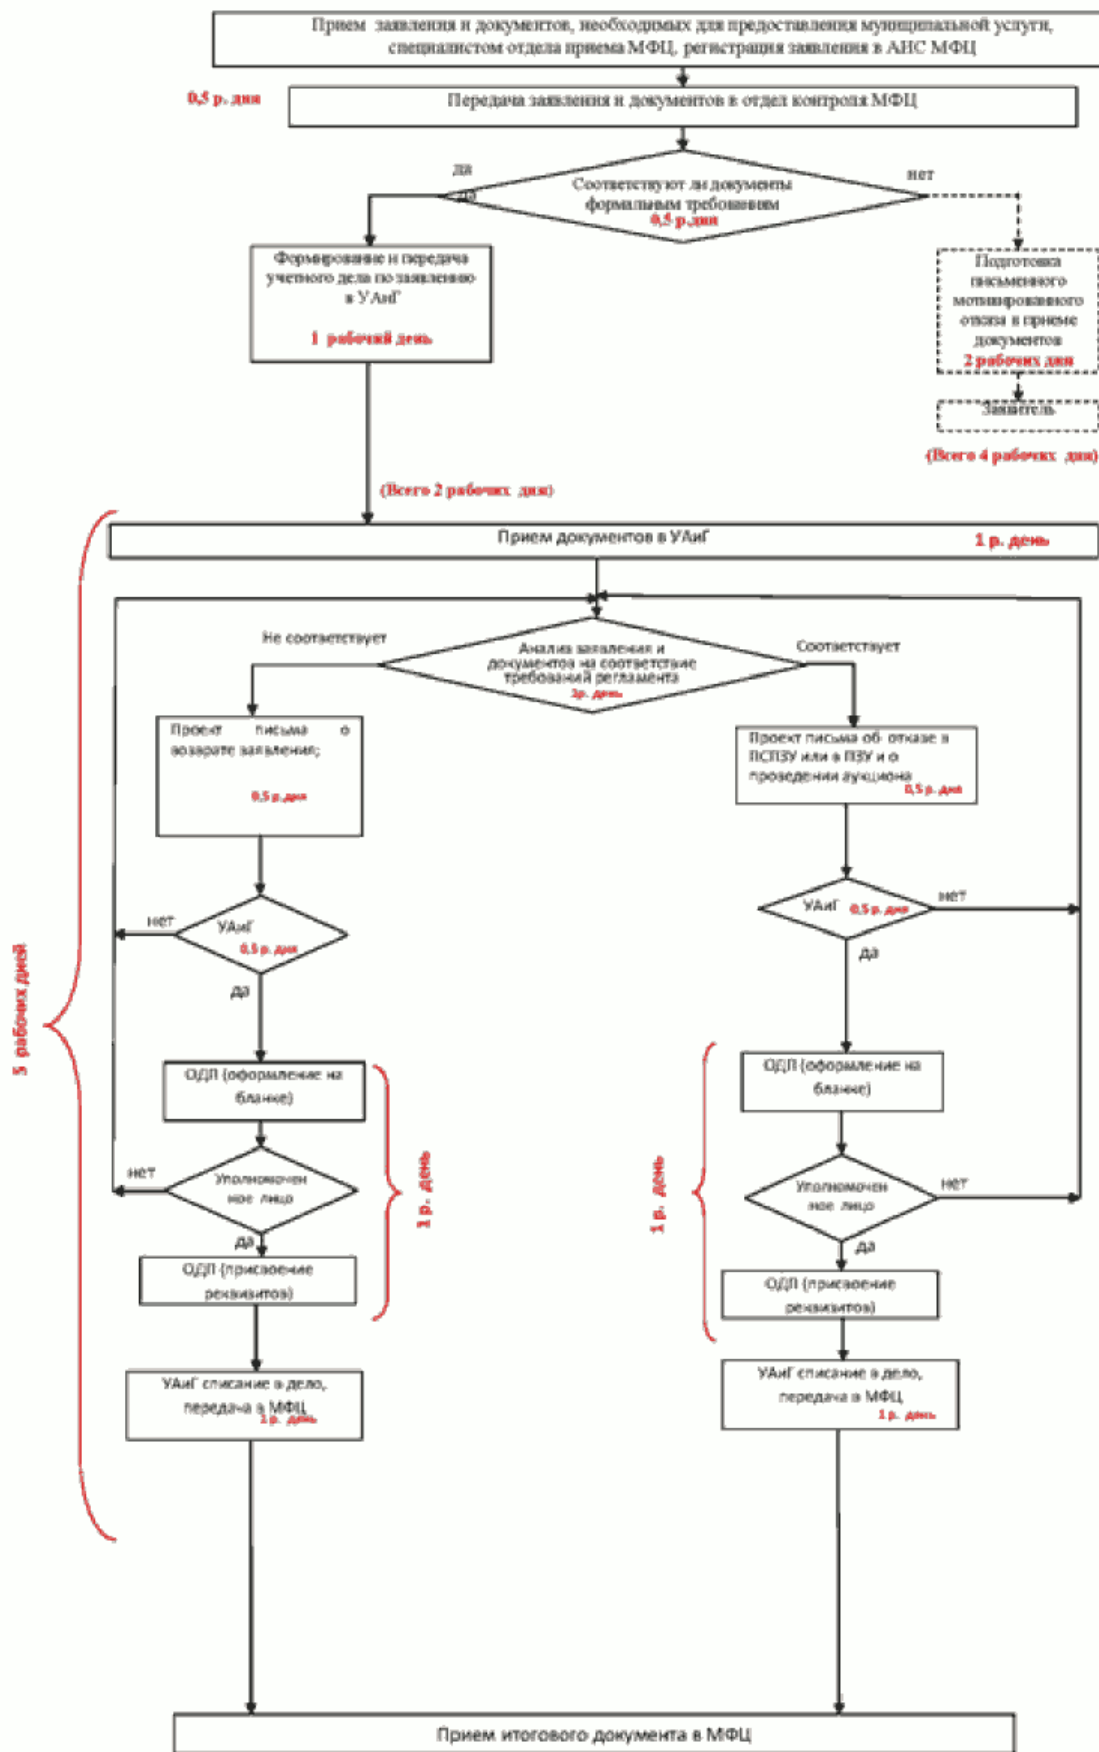 Прием заявления и документов, необходимых для предоставления муниципальной услуги,
специалистом отдела приема МФЦ, регистрация заявления в АИС МФЦ
0,5 р. дня
Передача заявления и документов в отдел контроля МФЦ
да
нет
да
Соответствуют ли документы
формальным требованиям
0,5 р.дня
Формирование и передача
учетного дела по заявлению
в УАиГ
1 рабочий день
Подготовка
письменного
мотивированного
отказа в приеме
документов
2 рабочих дня
Заявитель
(Всего 4 рабочих дня)
(Всего 2 рабочих дня)
Прием документов в УАиГ
1 р. день
Не соответствует
Соответствует
Анализ заявления и
документов на соответствие
требований регламента
1р. день
Проект письма о
возврате заявления;
0,5 р.дня
Проект письма об отказе в
ПСПЗУ или в ПЗУ и о
проведении аукциона
0,5 р. дня
нет
УАиГ
0,5 р. дня
да
УАиГ
0,5 р. дня
нет
да
5 рабочих дней
ОДП (оформление на
бланке)
ОДП (оформление на
бланке)
нет
Уполномочен
ное лицо
да
1 р. день
1 р. день
Уполномочен
ное лицо
нет
да
ОДП (присвоение
реквизитов)
ОДП (присвоение
реквизитов)
УАиГ списание в дело,
передача в МФЦ
1 р. день
УАиГ списание в дело,
передача в МФЦ
1 р. день
Прием итогового документа в МФЦ